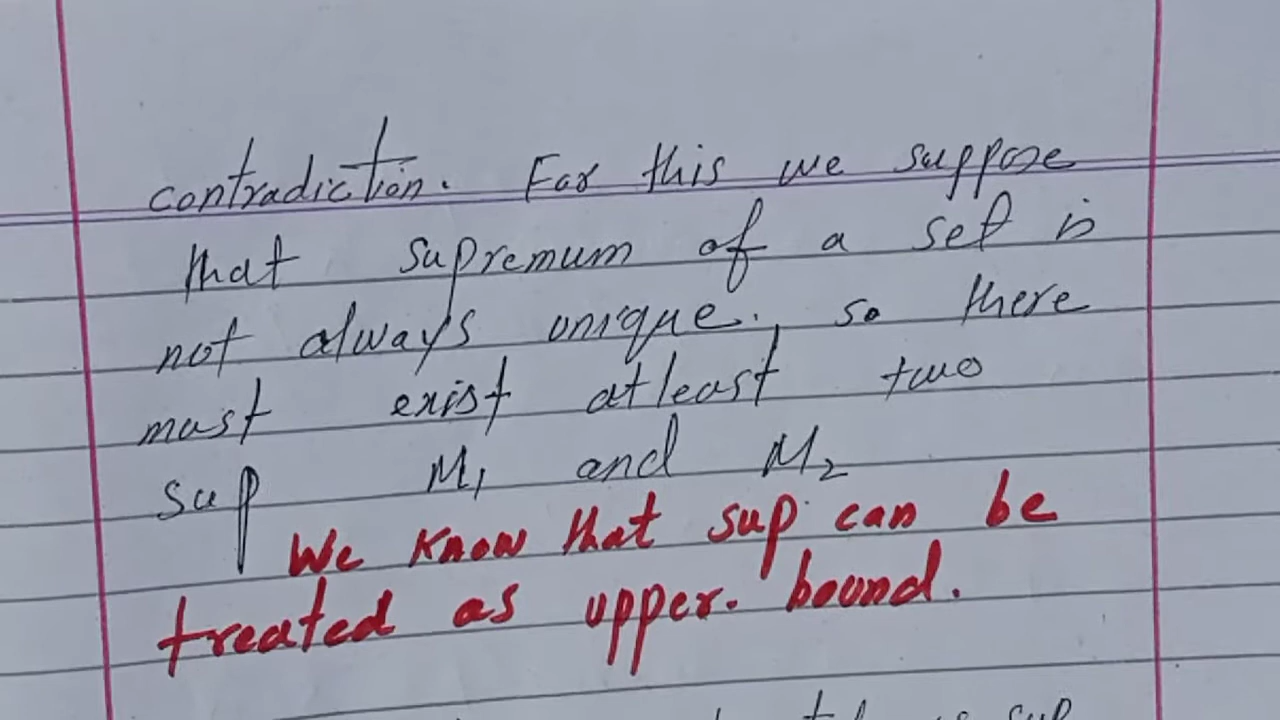 contradiction. For this we suppose
that supremum of a set is
not always unique., so there
must exist atleast two
sup M₁ and M₂
We know that sup can be
treated as upper. bound.
sup